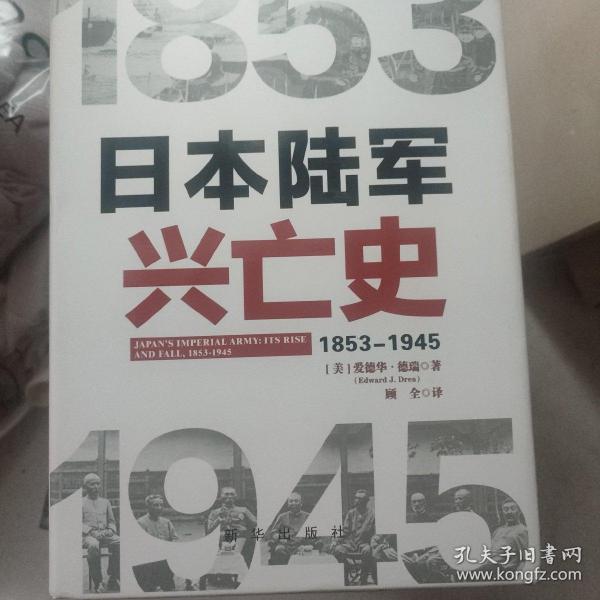 1853
日本陆军
兴亡史
JAPAN'S IMPERIAL ARMY: ITS RISE
AND FALL, 1853-1945
1853-1945
[美]爱德华·德瑞◎著
(Edward J. Drea)
顾 全◎译
1945
新华出版社
孔夫子旧书网
www.kongfz.com